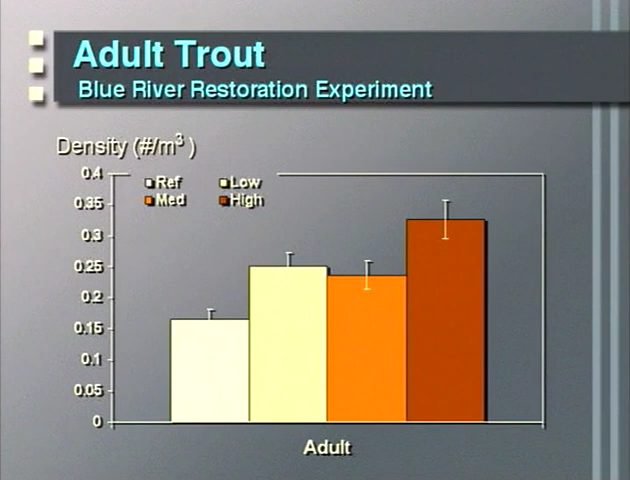 Adult Trout
Blue River Restoration Experiment
Density (#/m³ )
0.4
Ref Low
0.35
Med High
0.3
0.25
0.2
0.15
0.1
0.05
0
Adult